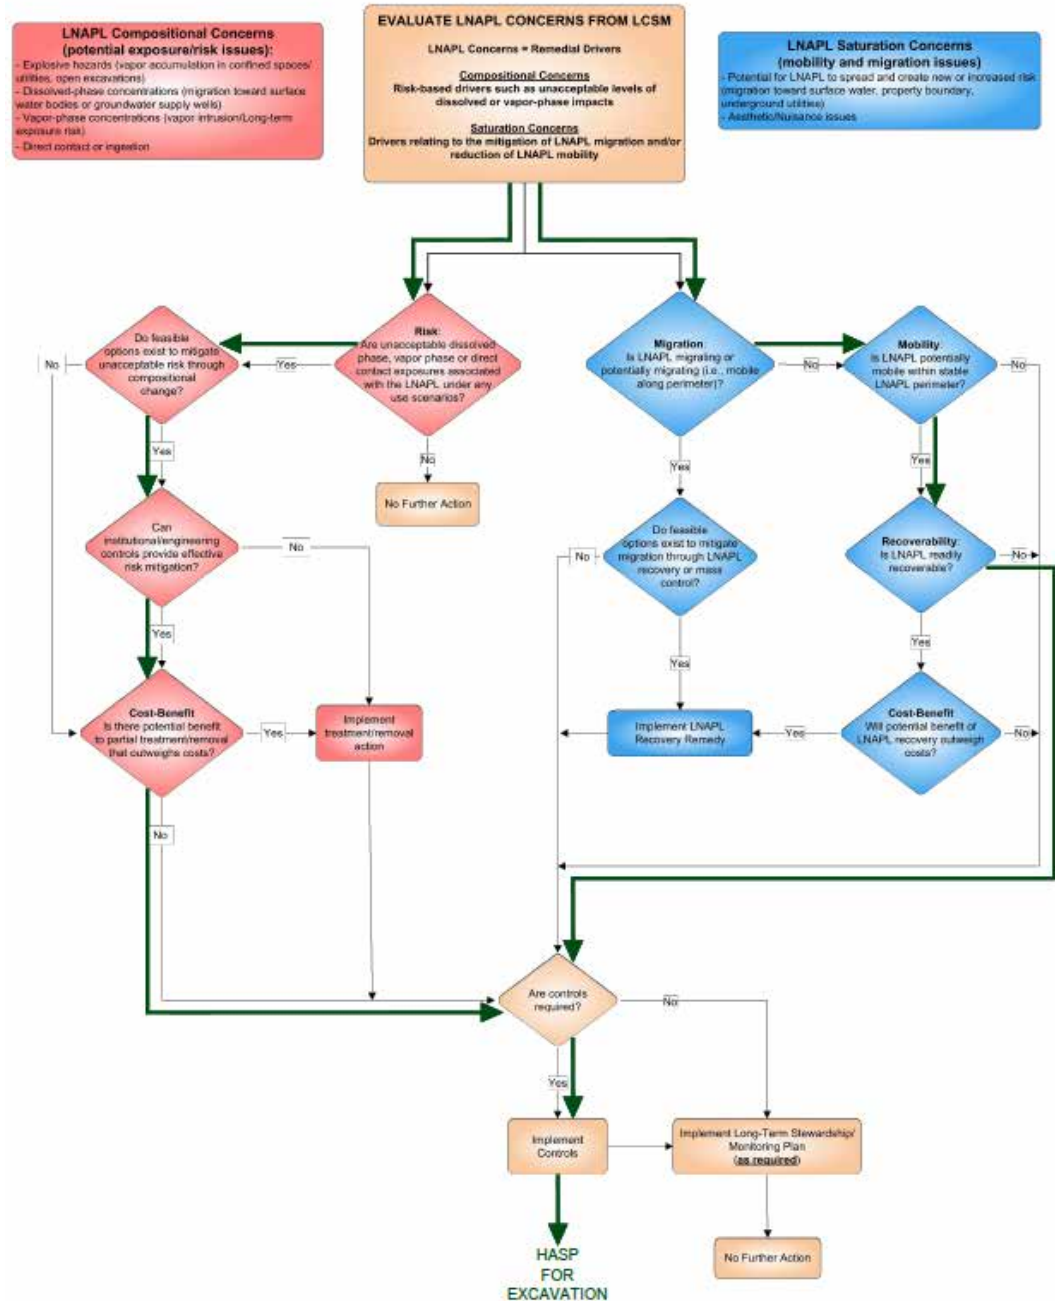 LNAPL Compositional Concerns
(potential exposure/risk issues):
- Explosive hazards (vapor accumulation in confined spaces/
utilities, open excavations)
- Dissolved-phase concentrations (migration toward surface
water bodies or groundwater supply wells)
- Vapor-phase concentrations (vapor intrusion/Long-term
exposure risk)
- Direct contact or ingestion
EVALUATE LNAPL CONCERNS FROM LCSM
LNAPL Concerns = Remedial Drivers
Compositional Concerns
Risk-based drivers such as unacceptable levels of
dissolved or vapor-phase impacts
Saturation Concerns
Drivers relating to the mitigation of LNAPL migration and/or
reduction of LNAPL mobility
LNAPL Saturation Concerns
(mobility and migration issues)
- Potential for LNAPL to spread and create new or increased risk
(migration toward surface water, property boundary,
underground utilities)
- Aesthetic/Nuisance issues
No
Do feasible
options exist to mitigate
unacceptable risk through
compositional
change?
Yes
Risk:
Are unacceptable dissolved
phase, vapor phase or direct
contact exposures associated
with the LNAPL under any
use scenarios?
Migration
Is LNAPL migrating or
potentially migrating (i.e., mobile
along perimeter)?
No
Mobility:
Is LNAPL potentially
mobile within stable
LNAPL perimeter?
No
Yes
No
Yes
Yes
No Further Action
Can
institutional/engineering
controls provide effective
risk mitigation?
No
No
Do feasible
options exist to mitigate
migration through LNAPL
recovery or mass
control?
Recoverability:
Is LNAPL readily
recoverable?
No
Yes
Yes
Yes
Cost-Benefit
Is there potential benefit
to partial treatment/removal
that outweighs costs?
Yes
Implement
treatment/removal
action
Implement LNAPL
Recovery Remedy
Yes
Cost-Benefit
Will potential benefit of
LNAPL recovery outweigh
costs?
No
No
Are controls
required?
No
Yes
Implement
Controls
Implement Long-Term Stewardship/
Monitoring Plan
(as required)
No Further Action
HASP
FOR
EXCAVATION